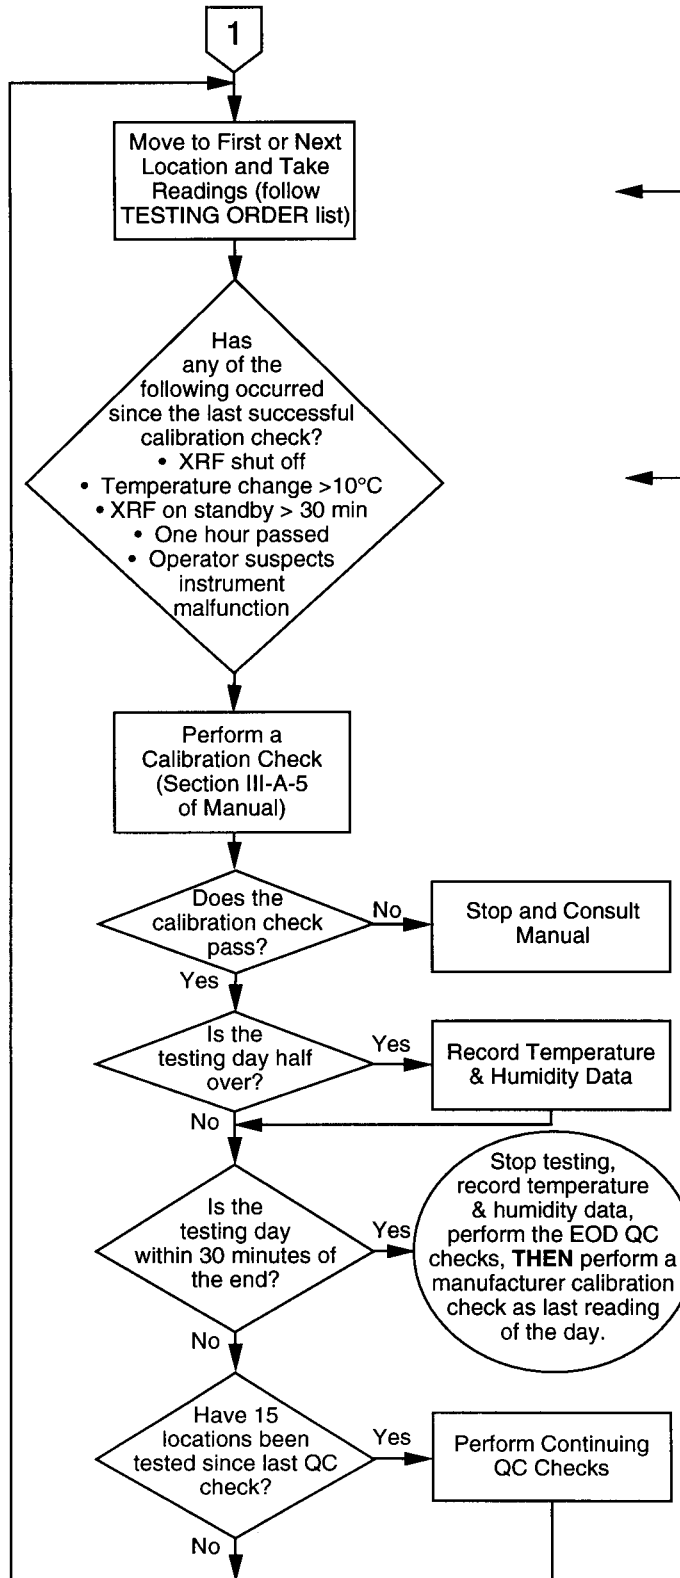 1
Move to First or Next
Location and Take
Readings (follow
TESTING ORDER list)
Has
any of the
following occurred
since the last successful
calibration check?
• XRF shut off
• Temperature change >10°C
• XRF on standby > 30 min
• One hour passed
• Operator suspects
instrument
malfunction
Perform a
Calibration Check
(Section III-A-5
of Manual)
Does the
calibration check
pass?
No
Stop and Consult
Manual
Yes
Is the
testing day half
over?
Yes
Record Temperature
& Humidity Data
No
Is the
testing day
within 30 minutes of
the end?
Yes
Stop testing,
record temperature
& humidity data,
perform the EOD QC
checks, THEN perform a
manufacturer calibration
check as last reading
of the day.
No
Have 15
locations been
tested since last QC
check?
Yes
Perform Continuing
QC Checks
No